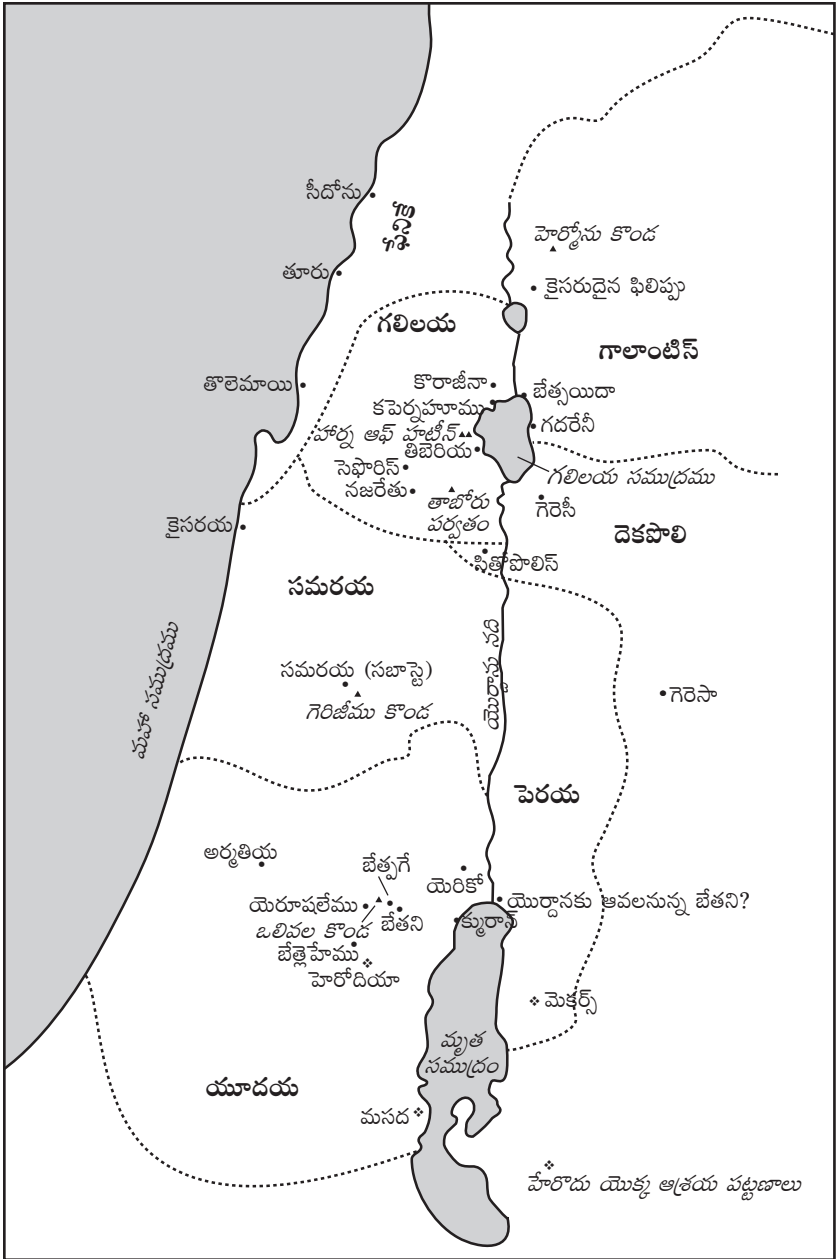 సీదోను
ఫైనీకె
హెర్మోను కొండ
తూరు
కైసరుదైన ఫిలిప్పు
గలిలయ
గాలాంటిస్
తొలెమాయి
కొరాజీనా
బేత్సయిదా
కపెర్నహూము
గదరేనీ
హార్న ఆఫ్ హటీన్
తిబెరియ
సెఫొరిస్
గలిలయ సముద్రము
నజరేతు
తాబోరు
పర్వతం
గెరెసీ
కైసరయ
దెకపొలి
సితోపొలిస్
సమరయ
యొర్దాను నది
మహా సముద్రము
సమరయ (సబాస్టె)
గెరిజీము కొండ
గెరెసా
పెరయ
అర్మతియ
బేత్పగే
యెరికో
యెరూషలేము
యొర్దానకు ఆవలనున్న బేతని?
ఒలివల కొండ
బేతని
క్మురాన్
బేత్లెహేము
హెరోదియా
మెకర్స్
మృత
సముద్రం
యూదయ
మసద
హేరొదు యొక్క ఆశ్రయ పట్టణాలు